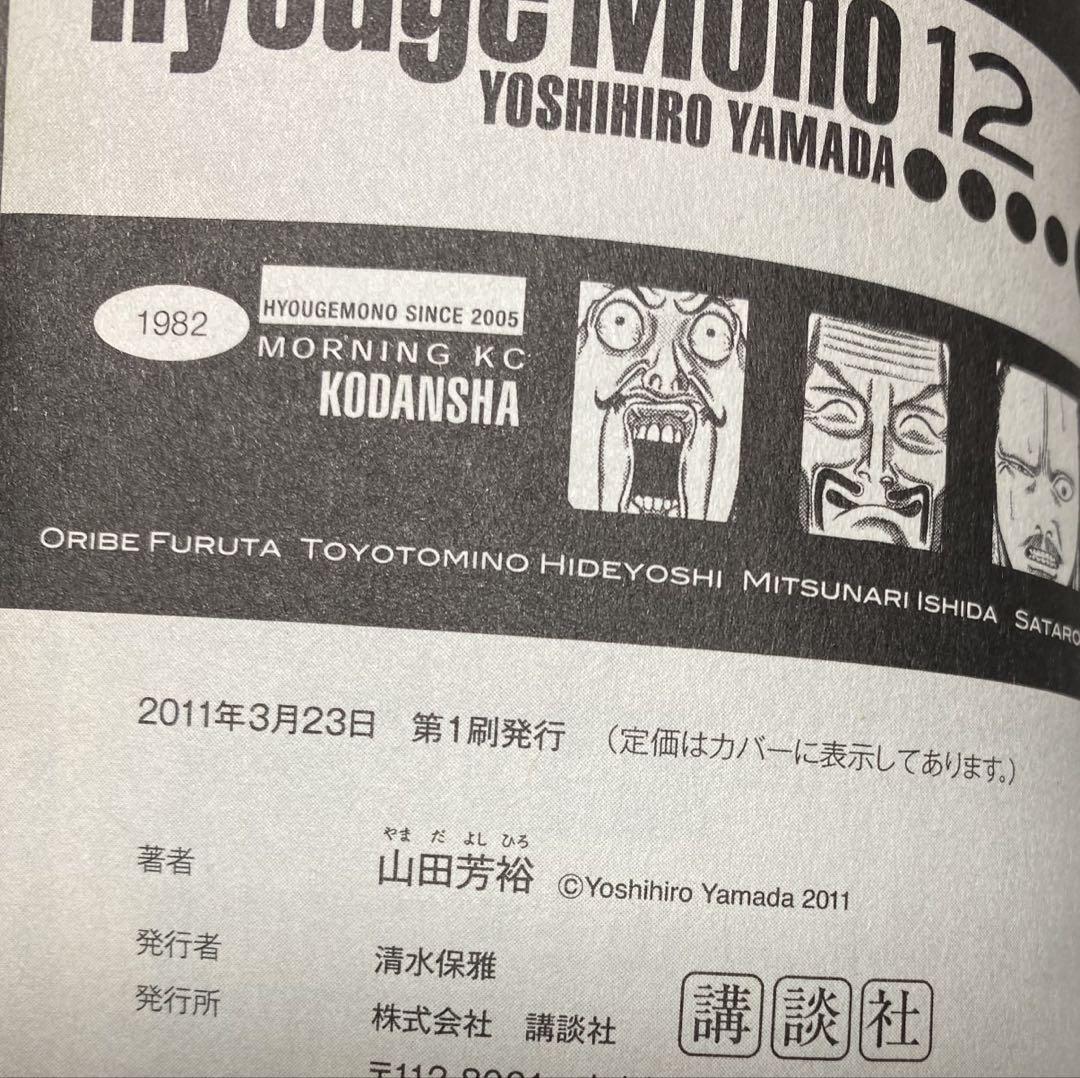 Hyouge Mono 12
YOSHIHIRO YAMADA
1982
HYOUGEMONO SINCE 2005
MORNING KC
KODANSHA
ORIBE FURUTA TOYOTOMINO HIDEYOSHI MITSUNARI ISHIDA SATARO
2011年3月23日 第1刷発行 (定価はカバーに表示してあります。)
やま だ よし ひろ
著者 山田芳裕 ©Yoshihiro Yamada 2011
発行者 清水保雅
発行所 株式会社 講談社 講談社